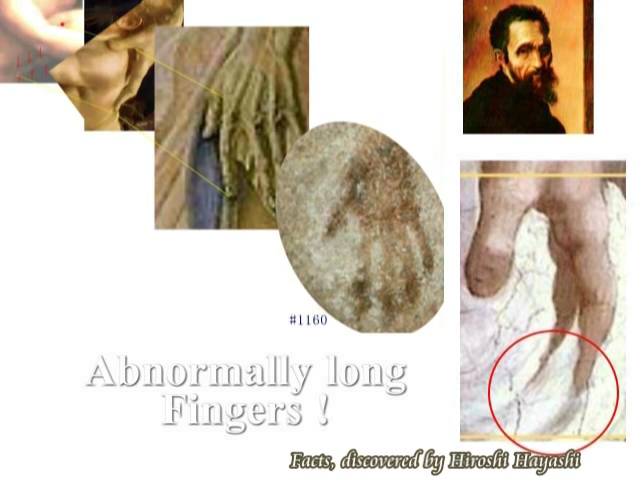 #1160
Abnormally long
Fingers !
Facts, discovered by Hiroshi Hayashi